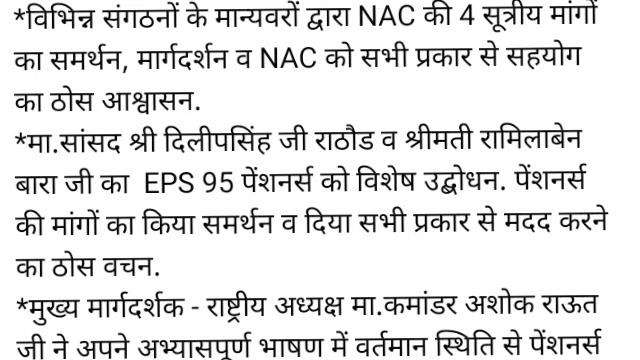 *विभिन्न संगठनों के मान्यवरों द्वारा NAC की 4 सूत्रीय मांगों
का समर्थन, मार्गदर्शन व NAC को सभी प्रकार से सहयोग
का ठोस आश्वासन.
*मा.सांसद श्री दिलीपसिंह जी राठौड व श्रीमती रामिलाबेन
बारा जी का EPS 95 पेंशनर्स को विशेष उद्बोधन. पेंशनर्स
की मांगों का किया समर्थन व दिया सभी प्रकार से मदद करने
का ठोस वचन.
*मुख्य मार्गदर्शक - राष्ट्रीय अध्यक्ष मा.कमांडर अशोक राऊत
जी ने अपने अभ्यासपूर्ण भाषण में वर्तमान स्थिति से पेंशनर्स